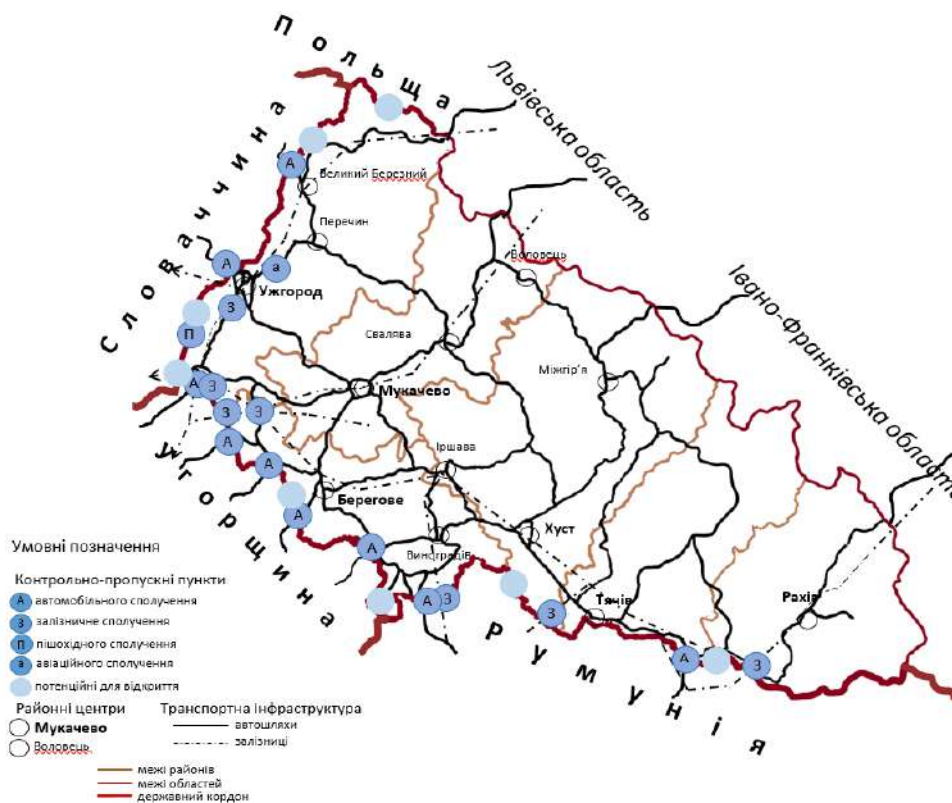 Польща
Львівська область
Словаччина
А
Великий Березний
Перечин
А
а
Воловець
Ужгород
З
Івано-франківська область
П
Свалява
Міжгір'я
А
З
Мукачево
З
З
А
Іршава
А
Угорщина
Берегове
А
Хуст
Умовні позначення
А
Виноградів
Контрольно-пропускні пункти
А автомобільного сполучення
А
З
З
Тячів
Рахів
З залізничне сполучення
Румунія
П пішохідного сполучення
а авіаційного сполучення
А
З
потенційні для відкриття
Районні центри
Транспортна інфраструктура
Мукачево
автошляхи
Воловець
залізниці
межі районів
межі областей
державний кордон